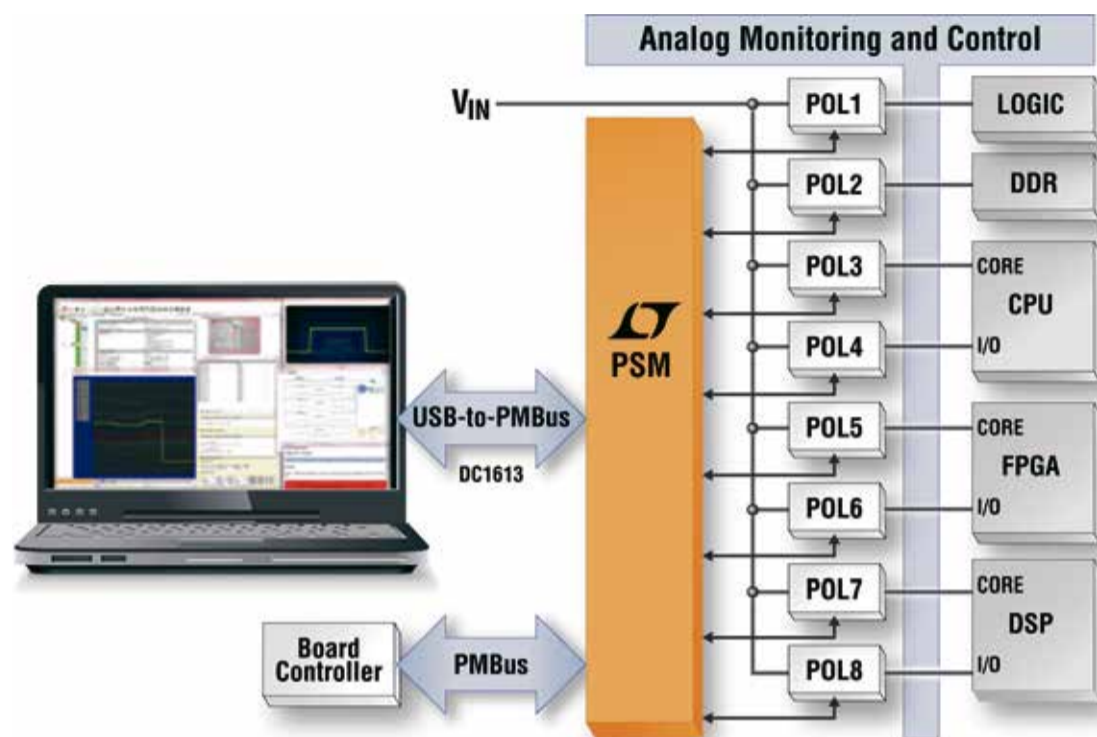 Analog Monitoring and Control
VIN
POL1
LOGIC
POL2
DDR
POL3
CORE
CPU
POL4
I/O
PSM
USB-to-PMBus
DC1613
POL5
CORE
FPGA
POL6
I/O
POL7
CORE
DSP
POL8
I/O
Board
Controller
PMBus